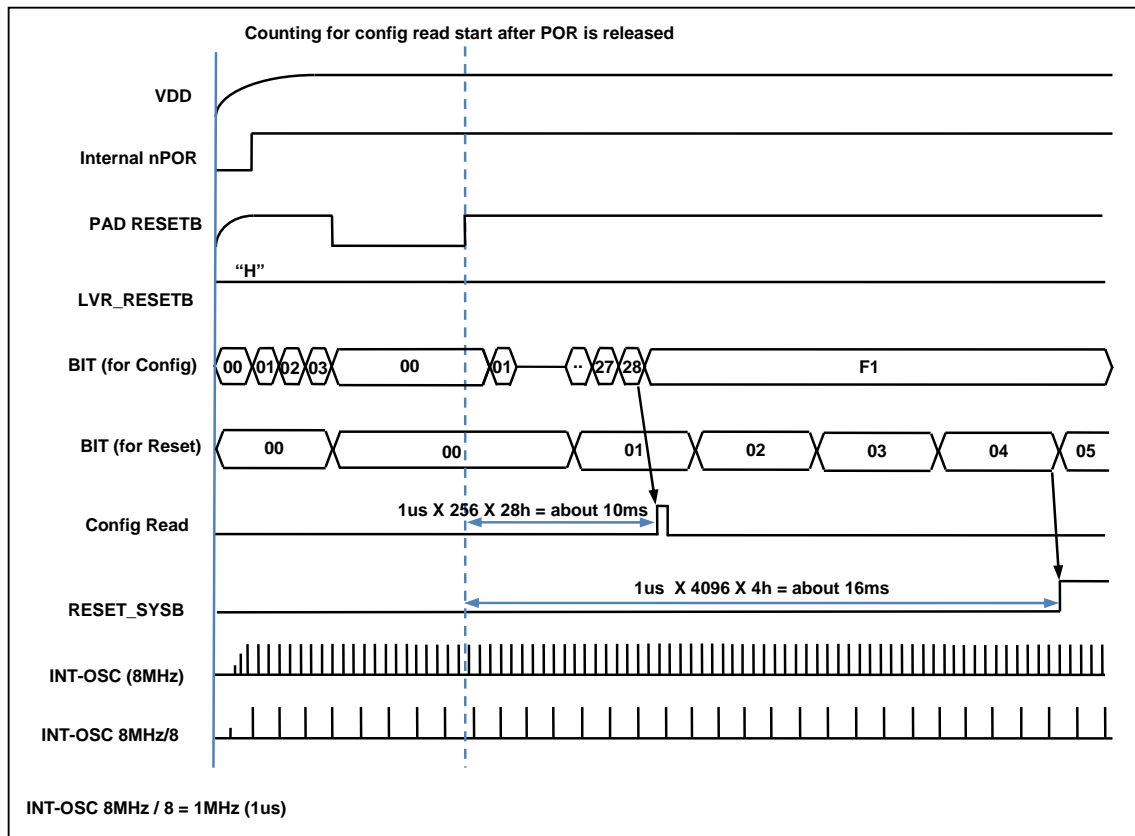 Counting for config read start after POR is released
VDD
Internal nPOR
PAD RESETB
“H”
LVR_RESETB
BIT (for Config) 00 01 02 03 00 01 .. 27 28 F1
BIT (for Reset) 00 00 01 02 03 04 05
1us X 256 X 28h = about 10ms
Config Read
1us X 4096 X 4h = about 16ms
RESET_SYSB
INT-OSC (8MHz)
INT-OSC 8MHz/8
INT-OSC 8MHz / 8 = 1MHz (1us)